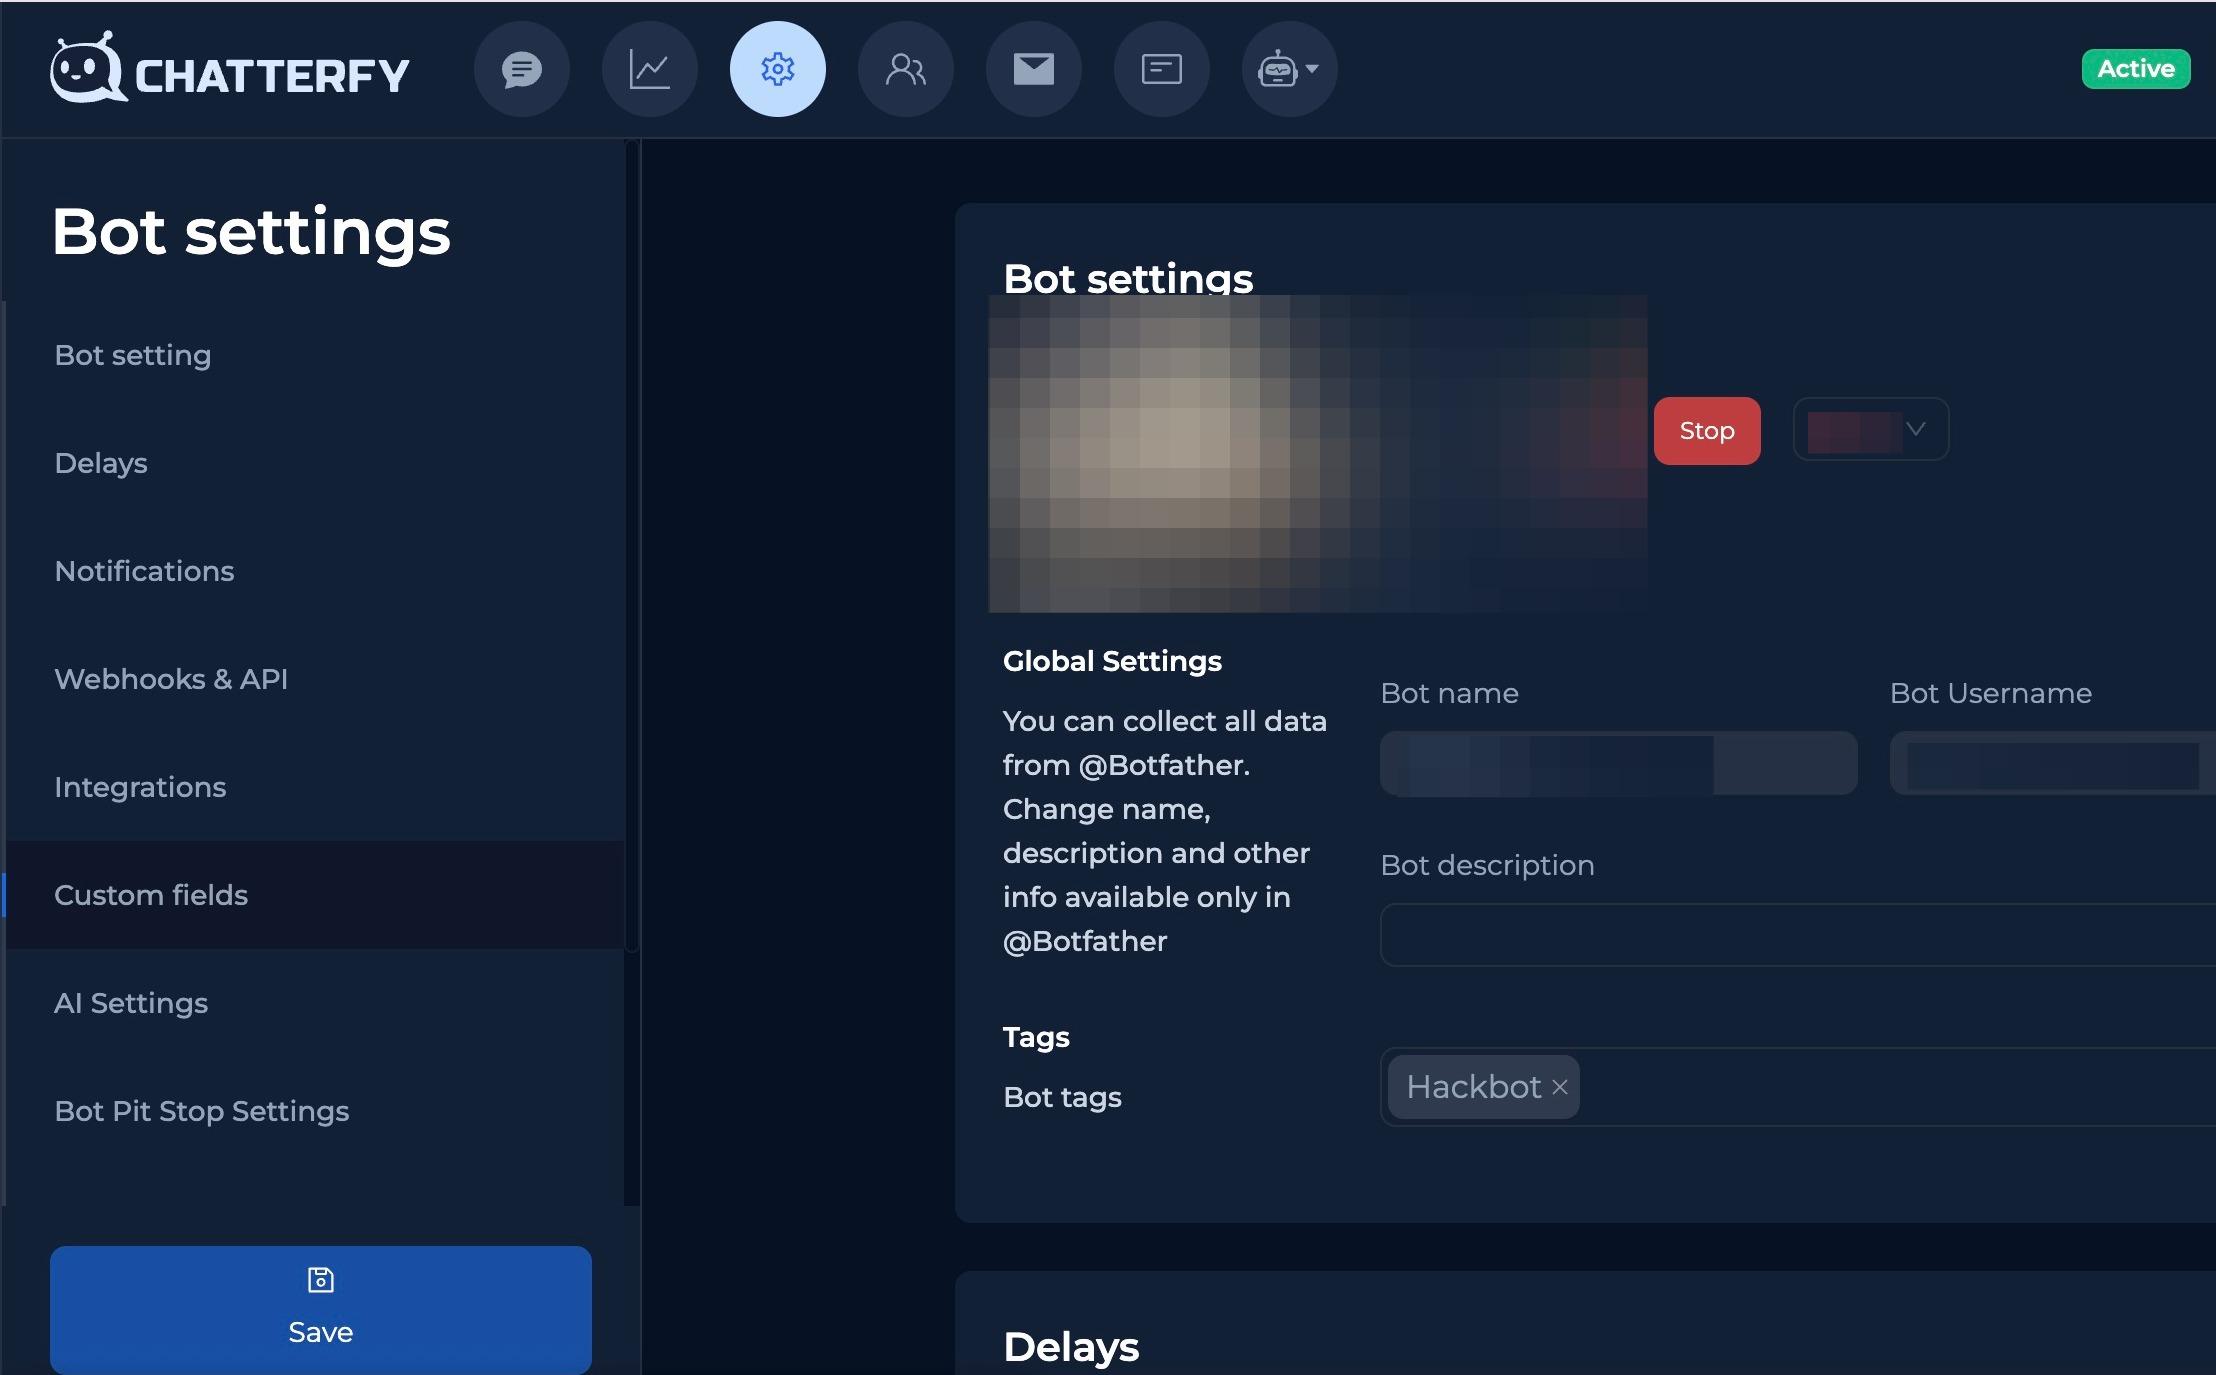 CHATTERFY
Active
Bot settings
Bot setting
Delays
Notifications
Webhooks & API
Integrations
Custom fields
AI Settings
Bot Pit Stop Settings
Save
Bot settings
Stop
Global Settings
You can collect all data
from @Botfather.
Change name,
description and other
info available only in
@Botfather
Bot name
Bot Username
Bot description
Tags
Bot tags
Hackbot
Delays